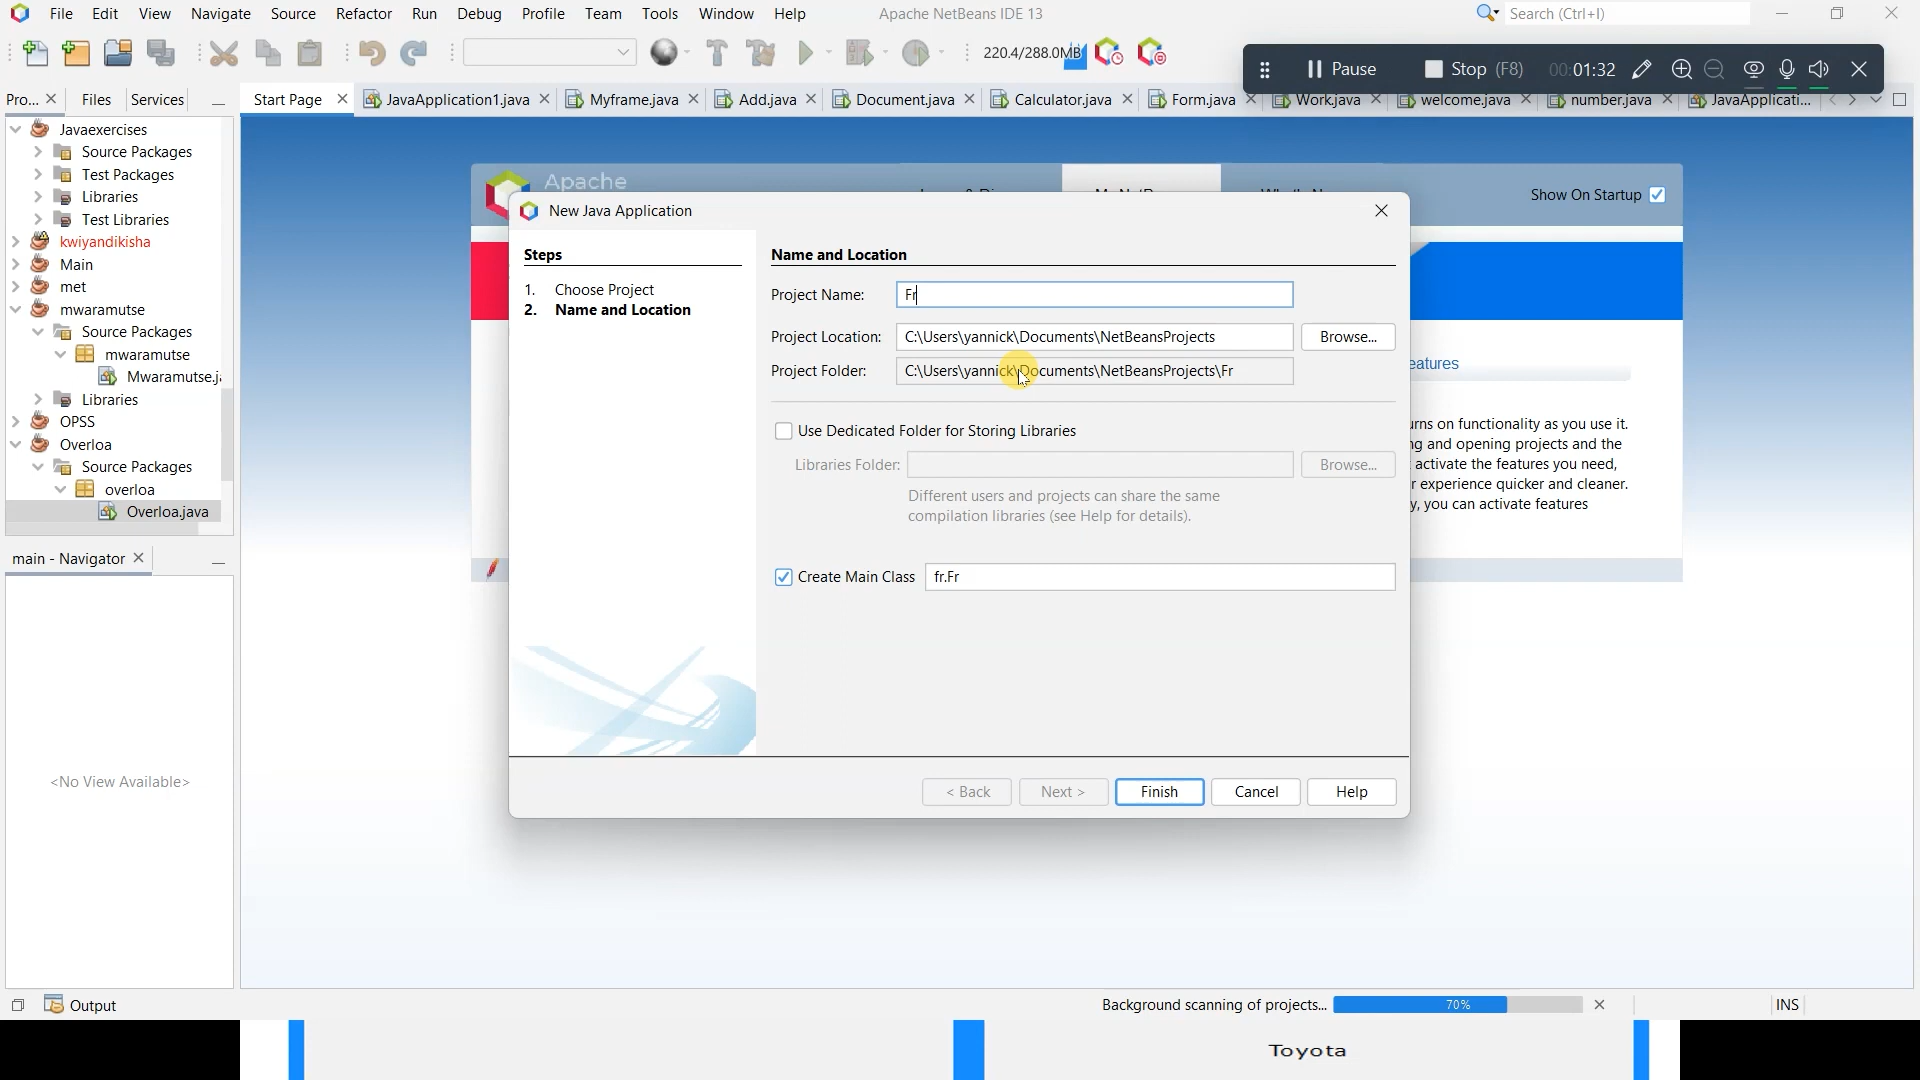 File Edit View Navigate Source Refactor Run Debug Profile Team Tools Window Help Apache NetBeans IDE 13 Search (Ctrl+I)
220.4/288.0MB
Pause Stop (F8) 00:01:32
Pro... Files Services
Start Page JavaApplication1.java Myframe.java Add.java Document.java Calculator.java Form.java Work.java welcome.java number.java JavaApplicati...
Javaexercises
Source Packages
Test Packages
Libraries
Test Libraries
kwiyandikisha
Main
met
mwaramutse
Source Packages
mwaramutse
Mwaramutse.j
Libraries
OPSS
Overloa
Source Packages
overloa
Overloa.java
main - Navigator
<No View Available>
Apache
Show On Startup
New Java Application
Steps
1. Choose Project
2. Name and Location
Name and Location
Project Name: Fr
Project Location: C:\Users\yannick\Documents\NetBeansProjects Browse...
Project Folder: C:\Users\yannick\Documents\NetBeansProjects\Fr
Use Dedicated Folder for Storing Libraries
Libraries Folder: Browse...
Different users and projects can share the same
compilation libraries (see Help for details).
Create Main Class fr.Fr
< Back Next > Finish Cancel Help
eatures
urns on functionality as you use it.
g and opening projects and the
activate the features you need,
r experience quicker and cleaner.
y, you can activate features
Output
Background scanning of projects... 70% INS
Toyota